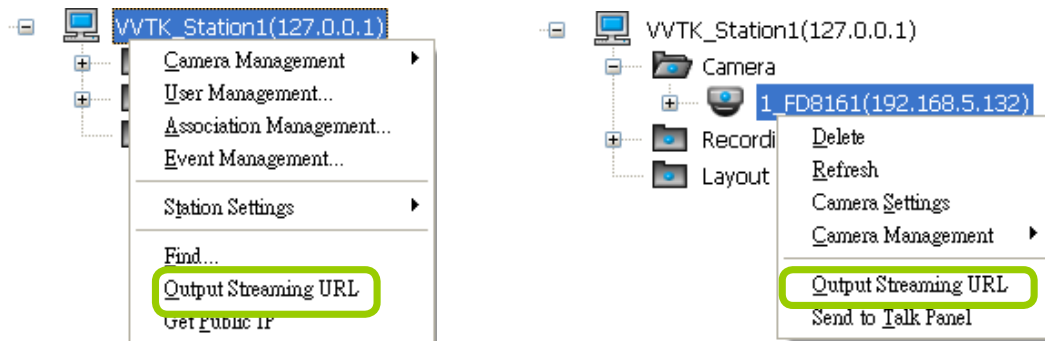 VVTK_Station1(127.0.0.1)
Camera Management
User Management...
Association Management...
Event Management...
Station Settings
Find...
Output Streaming URL
Get Public IP
VVTK_Station1(127.0.0.1)
Camera
1_FD8161(192.168.5.132)
Recordi
Layout
Delete
Refresh
Camera Settings
Camera Management
Output Streaming URL
Send to Talk Panel